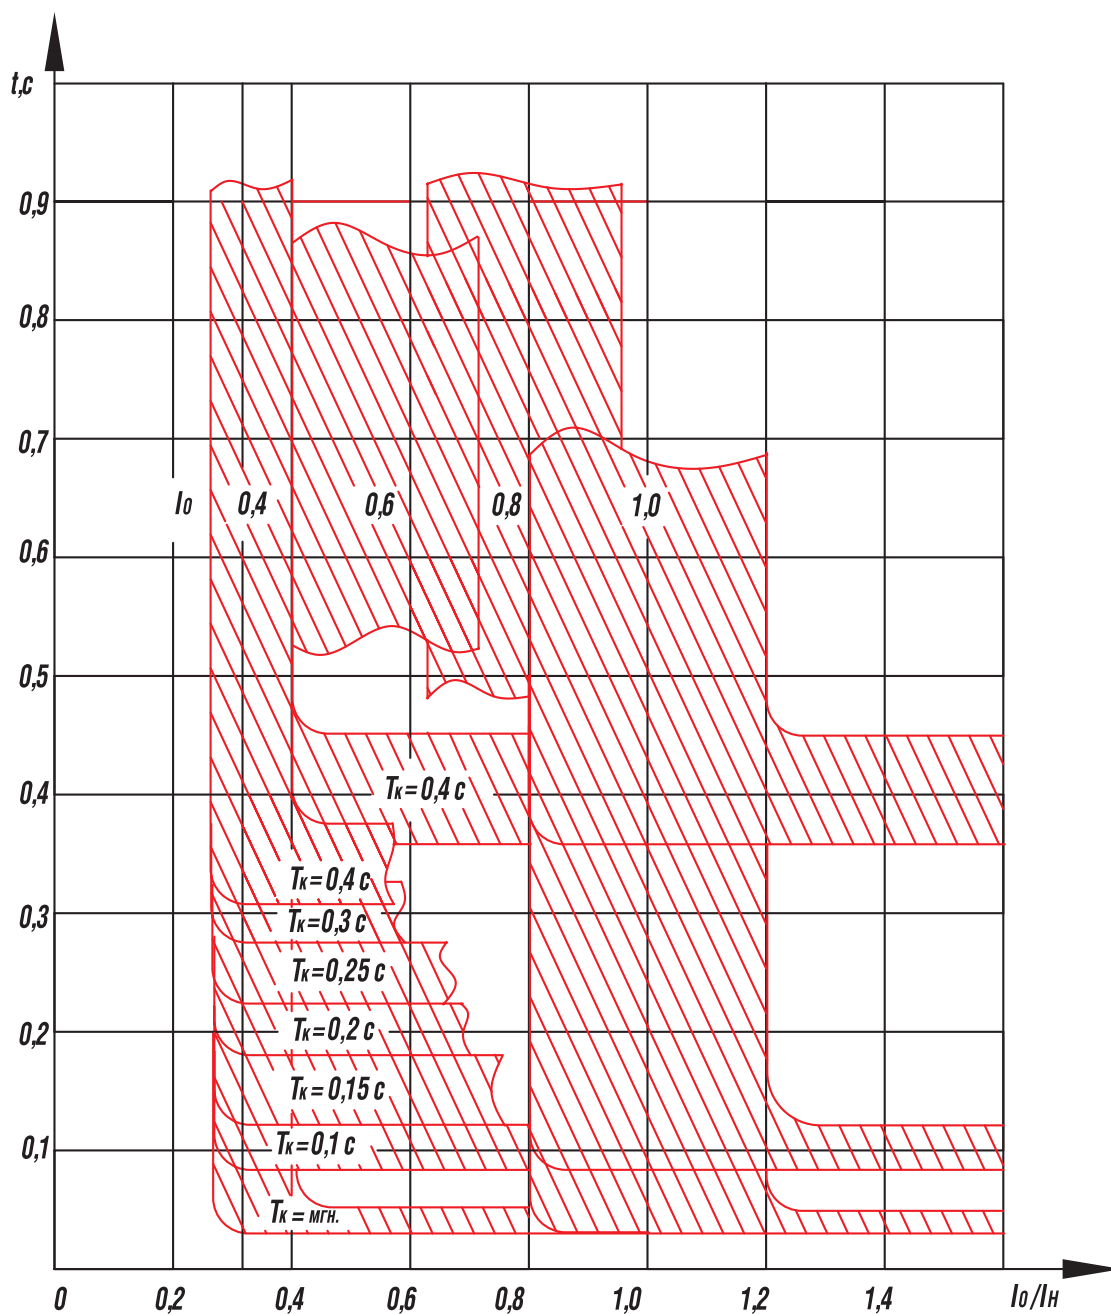 t,c
0,9
0,8
0,7
I₀ 0,4 0,6 0,8 1,0
0,6
0,5
0,4
Tк=0,4 с
Tк=0,4 с
0,3
Tк=0,3 с
Tк=0,25 с
0,2
Tк=0,2 с
Tк=0,15 с
0,1
Tк=0,1 с
Tк = мгн.
0 0,2 0,4 0,6 0,8 1,0 1,2 1,4 I₀/Iн